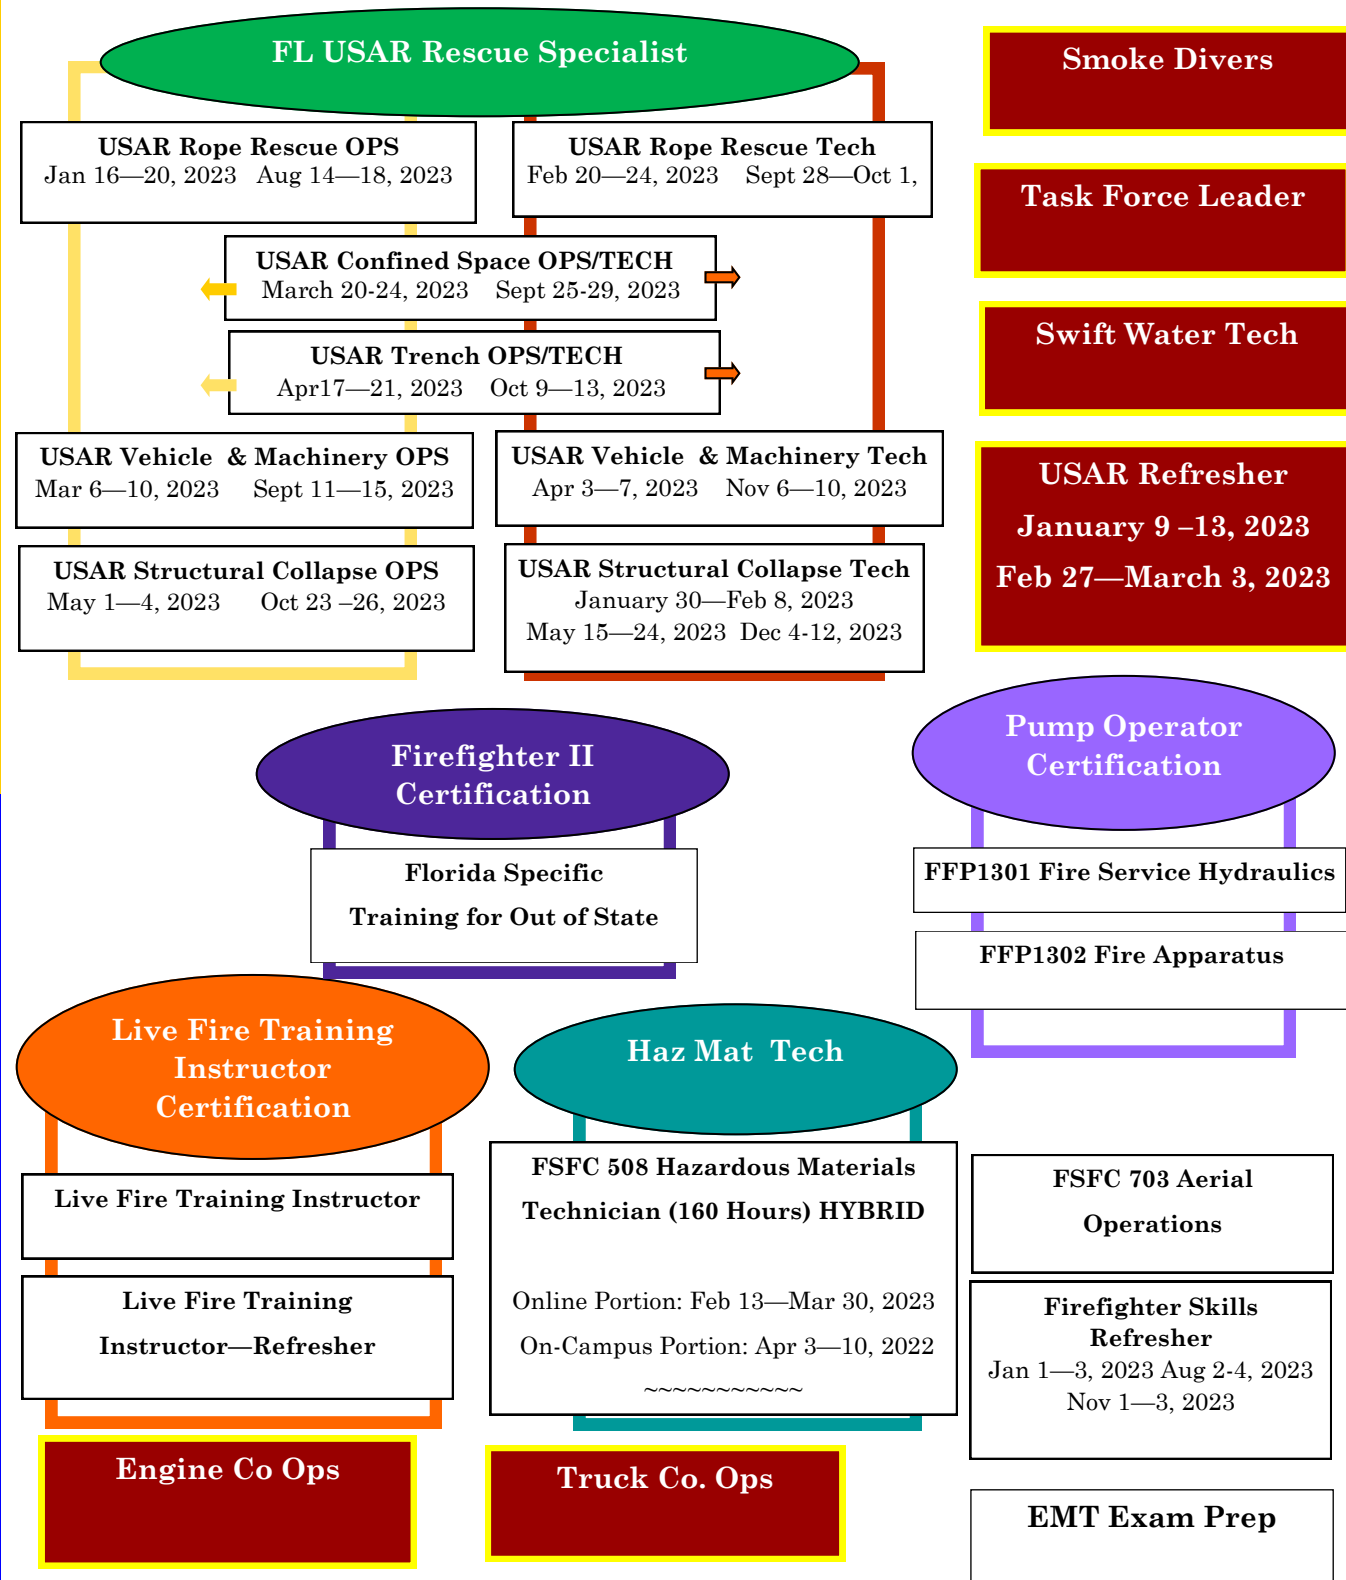 FL USAR Rescue Specialist
USAR Rope Rescue OPS
Jan 16—20, 2023 Aug 14—18, 2023
USAR Rope Rescue Tech
Feb 20—24, 2023 Sept 28—Oct 1,
USAR Confined Space OPS/TECH
March 20-24, 2023 Sept 25-29, 2023
USAR Trench OPS/TECH
Apr17—21, 2023 Oct 9—13, 2023
USAR Vehicle & Machinery OPS
Mar 6—10, 2023 Sept 11—15, 2023
USAR Vehicle & Machinery Tech
Apr 3—7, 2023 Nov 6—10, 2023
USAR Structural Collapse OPS
May 1—4, 2023 Oct 23 –26, 2023
USAR Structural Collapse Tech
January 30—Feb 8, 2023
May 15—24, 2023 Dec 4-12, 2023
Smoke Divers
Task Force Leader
Swift Water Tech
USAR Refresher
January 9 –13, 2023
Feb 27—March 3, 2023
Firefighter II
Certification
Florida Specific
Training for Out of State
Pump Operator
Certification
FFP1301 Fire Service Hydraulics
FFP1302 Fire Apparatus
Live Fire Training
Instructor
Certification
Live Fire Training Instructor
Live Fire Training
Instructor—Refresher
Haz Mat Tech
FSFC 508 Hazardous Materials
Technician (160 Hours) HYBRID
Online Portion: Feb 13—Mar 30, 2023
On-Campus Portion: Apr 3—10, 2022
~~~~~~~~~~~
FSFC 703 Aerial
Operations
Firefighter Skills
Refresher
Jan 1—3, 2023 Aug 2-4, 2023
Nov 1—3, 2023
Engine Co Ops
Truck Co. Ops
EMT Exam Prep